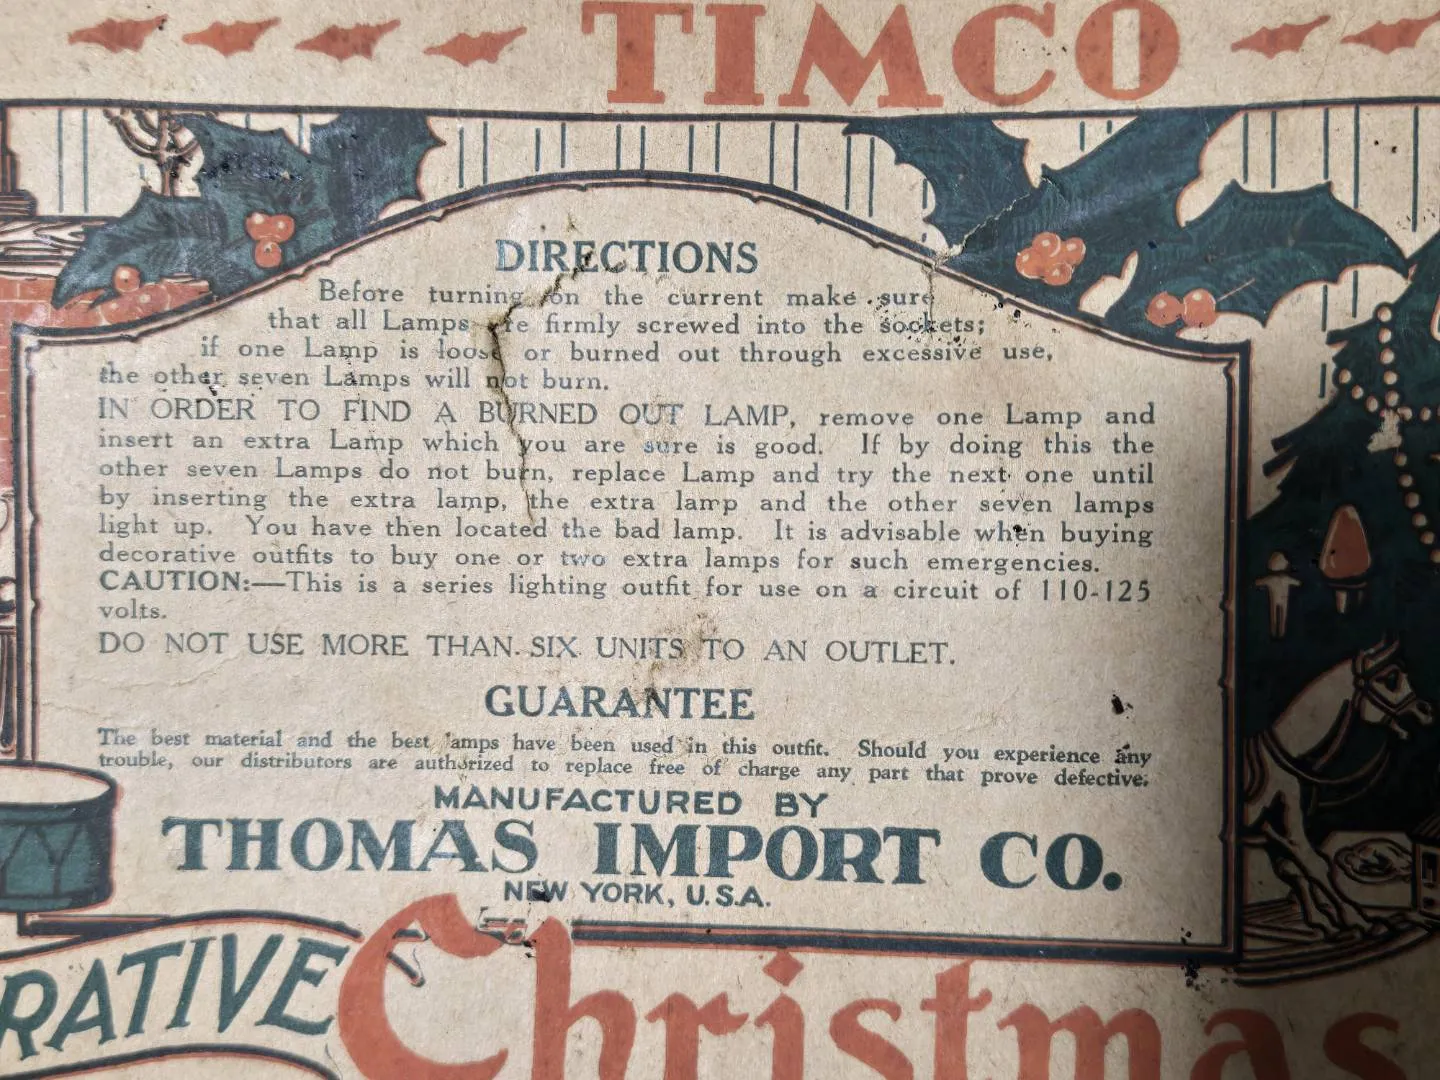 TIMCO
DIRECTIONS
Before turning on the current make sure
that all Lamps are firmly screwed into the sockets;
if one Lamp is loose or burned out through excessive use,
the other seven Lamps will not burn.
IN ORDER TO FIND A BURNED OUT LAMP, remove one Lamp and
insert an extra Lamp which you are sure is good. If by doing this the
other seven Lamps do not burn, replace Lamp and try the next one until
by inserting the extra lamp, the extra lamp and the other seven lamps
light up. You have then located the bad lamp. It is advisable when buying
decorative outfits to buy one or two extra lamps for such emergencies.
CAUTION:—This is a series lighting outfit for use on a circuit of 110-125
volts.
DO NOT USE MORE THAN SIX UNITS TO AN OUTLET.
GUARANTEE
The best material and the best lamps have been used in this outfit. Should you experience any
trouble, our distributors are authorized to replace free of charge any part that prove defective.
MANUFACTURED BY
THOMAS IMPORT CO.
NEW YORK, U.S.A.
RATIVE Christmas